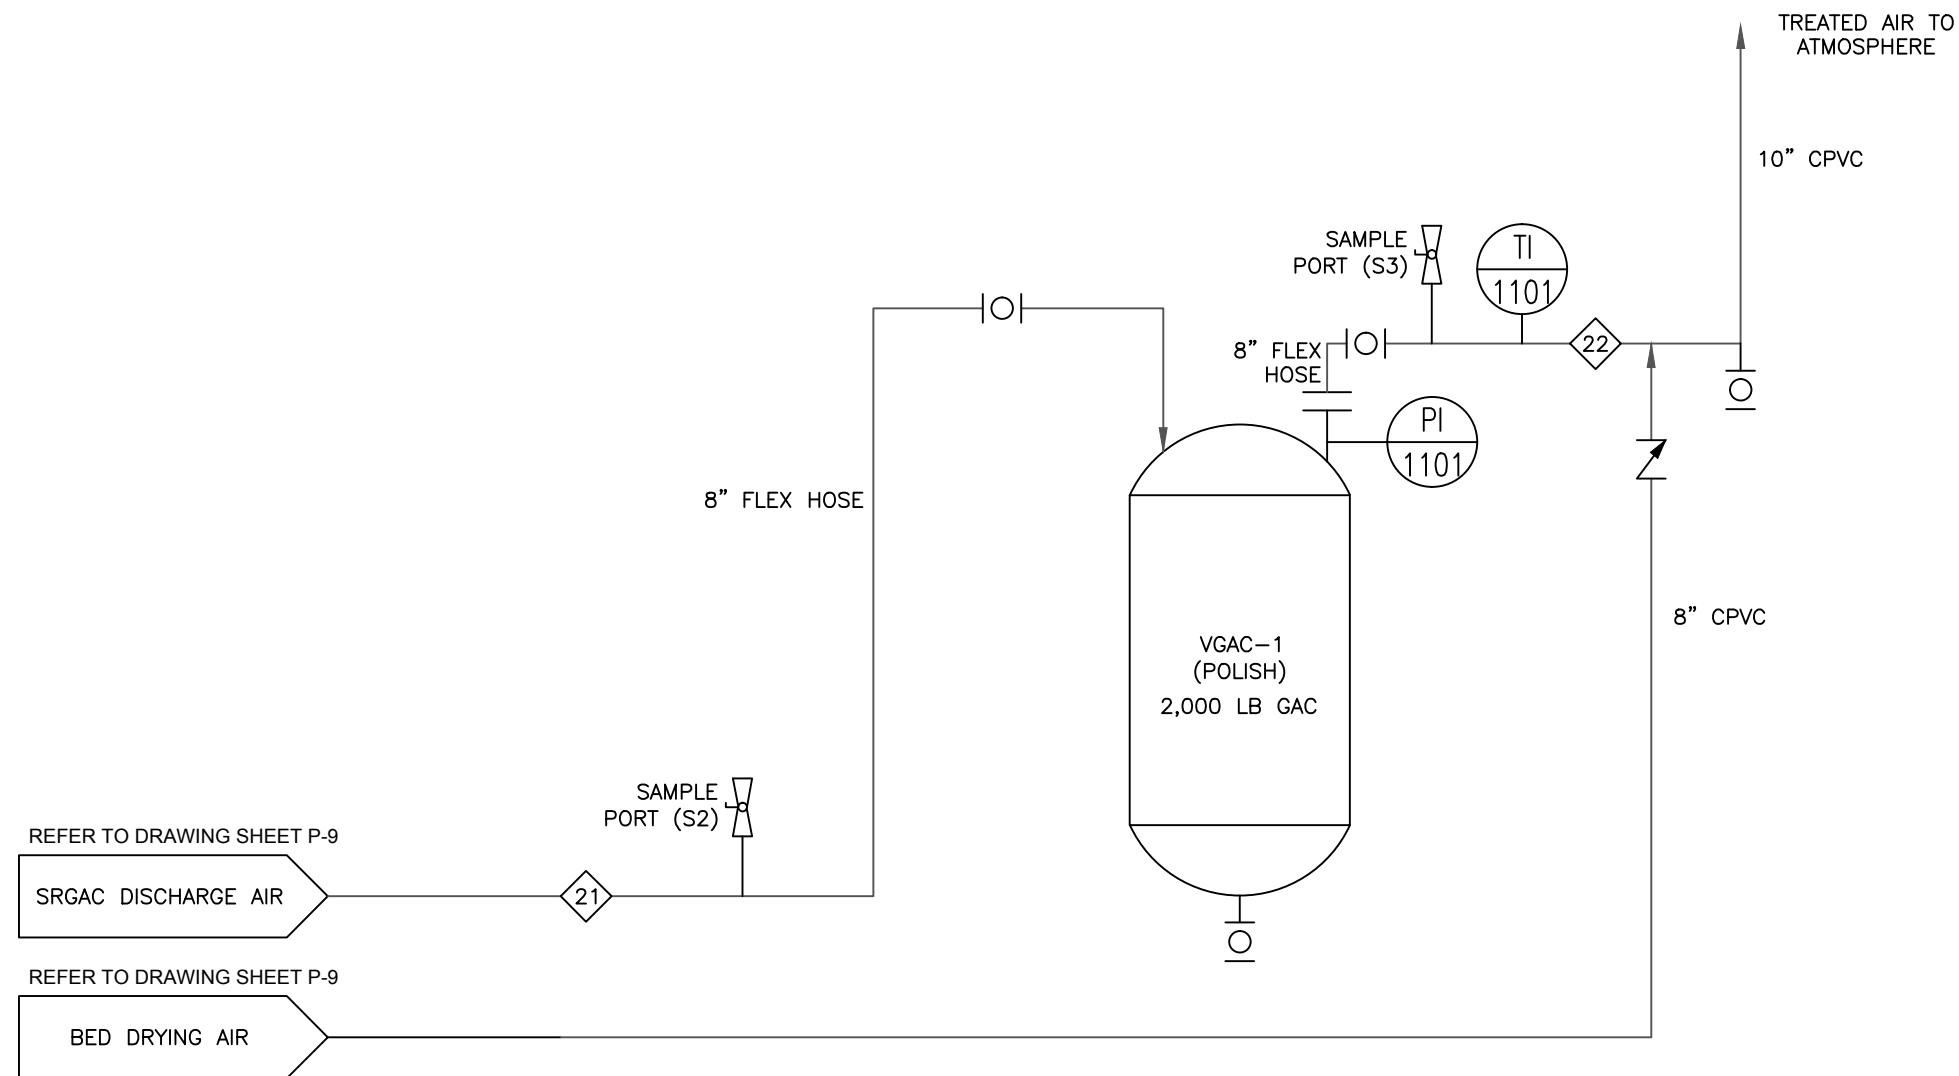 TREATED AIR TO
ATMOSPHERE
10” CPVC
SAMPLE
PORT (S3)
TI
1101
8” FLEX
HOSE
22
PI
1101
8” FLEX HOSE
8” CPVC
VGAC-1
(POLISH)
2,000 LB GAC
SAMPLE
PORT (S2)
REFER TO DRAWING SHEET P-9
SRGAC DISCHARGE AIR
21
REFER TO DRAWING SHEET P-9
BED DRYING AIR